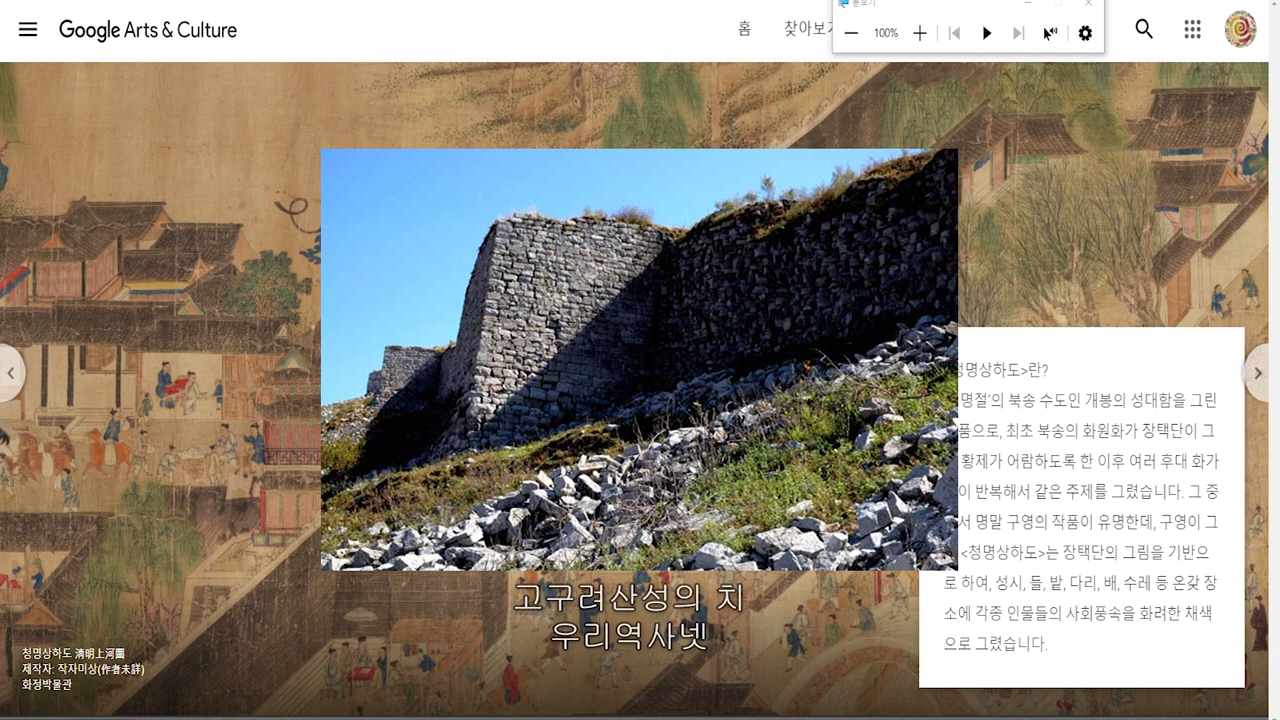 Google Arts & Culture
홈
찾아보기
돋보기
100%
청명상하도>란?
명절'의 북송 수도인 개봉의 성대함을 그린
품으로, 최초 북송의 화원화가 장택단이 그
황제가 어람하도록 한 이후 여러 후대 화가
이 반복해서 같은 주제를 그렸습니다. 그 중
서 명말 구영의 작품이 유명한데, 구영이 그
<청명상하도>는 장택단의 그림을 기반으
로 하여, 성시, 들, 밭, 다리, 배, 수레 등 온갖 장
소에 각종 인물들의 사회풍속을 화려한 채색
으로 그렸습니다.
고구려산성의 치
우리역사넷
청명상하도 清明上河圖
제작자: 작자미상(作者未詳)
화정박물관